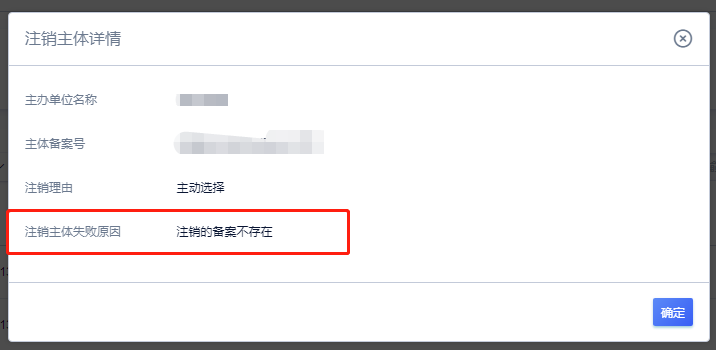 注销主体详情
主办单位名称
主体备案号
注销理由 主动选择
注销主体失败原因 注销的备案不存在
确定